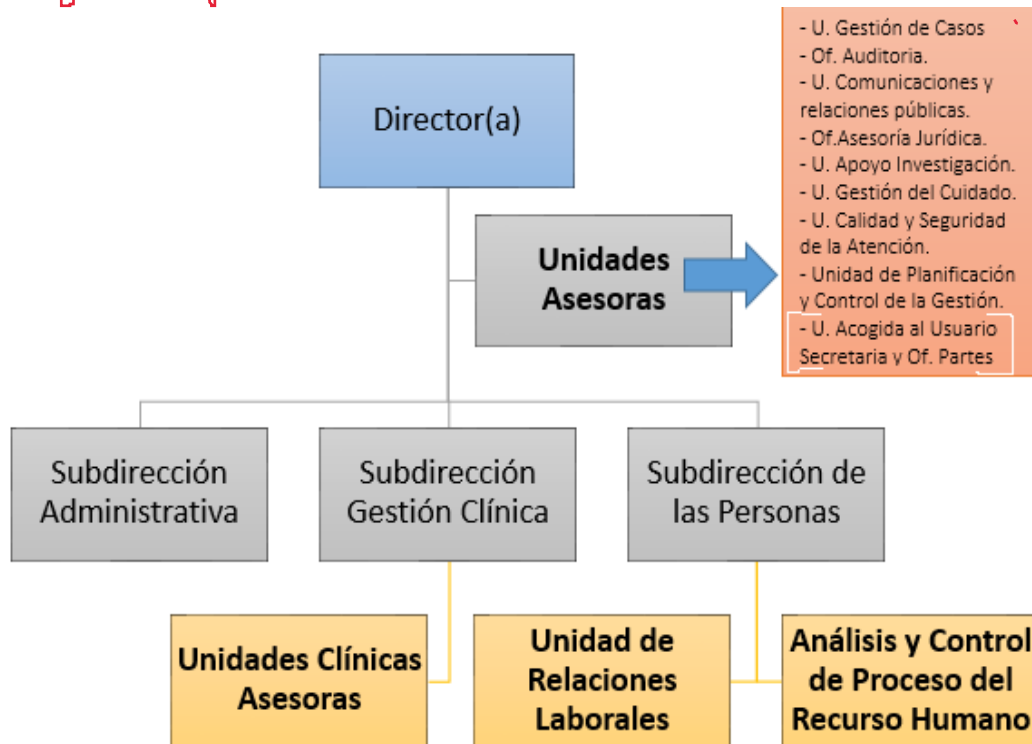 - U. Gestión de Casos
- Of. Auditoria.
- U. Comunicaciones y
relaciones públicas.
- Of.Asesoría Jurídica.
- U. Apoyo Investigación.
- U. Gestión del Cuidado.
- U. Calidad y Seguridad
de la Atención.
- Unidad de Planificación
y Control de la Gestión.
- U. Acogida al Usuario
Secretaria y Of. Partes
Director(a)
Unidades
Asesoras
Subdirección
Administrativa
Subdirección
Gestión Clínica
Subdirección de
las Personas
Unidades Clínicas
Asesoras
Unidad de
Relaciones
Laborales
Análisis y Control
de Proceso del
Recurso Humano